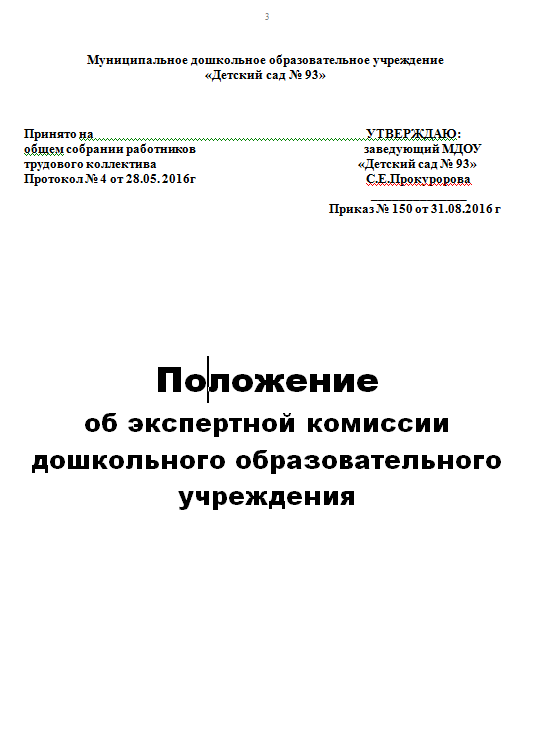 3
Муниципальное дошкольное образовательное учреждение
«Детский сад № 93»
Принято на УТВЕРЖДАЮ:
общем собрании работников заведующий МДОУ
трудового коллектива «Детский сад № 93»
Протокол № 4 от 28.05. 2016г С.Е.Прокуророва
Приказ № 150 от 31.08.2016 г
Положение
об экспертной комиссии
дошкольного образовательного
учреждения